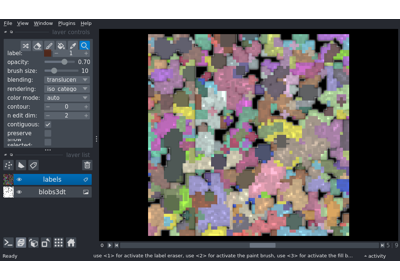 File View Window Plugins Help
layer controls
label: 1
opacity: 0.70
brush size: 10
blending: translucen
rendering: iso_catego
color mode: auto
contour: 0
n edit dim: 2
contiguous:
preserve
show
selected:
layer list
labels
blobs3dt
Ready
use <1> for activate the label eraser, use <2> for activate the paint brush, use <3> for activate the fill b...
activity